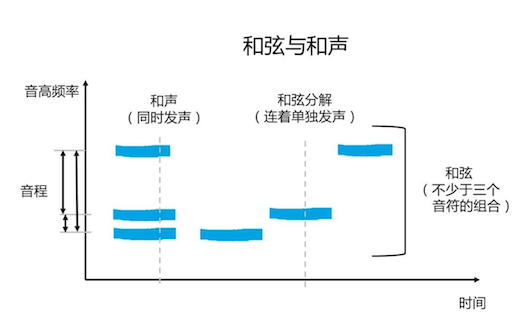 和弦与和声
音高频率
和声
（同时发声）
和弦分解
（连着单独发声）
音程
和弦
（不少于三个
音符的组合）
时间